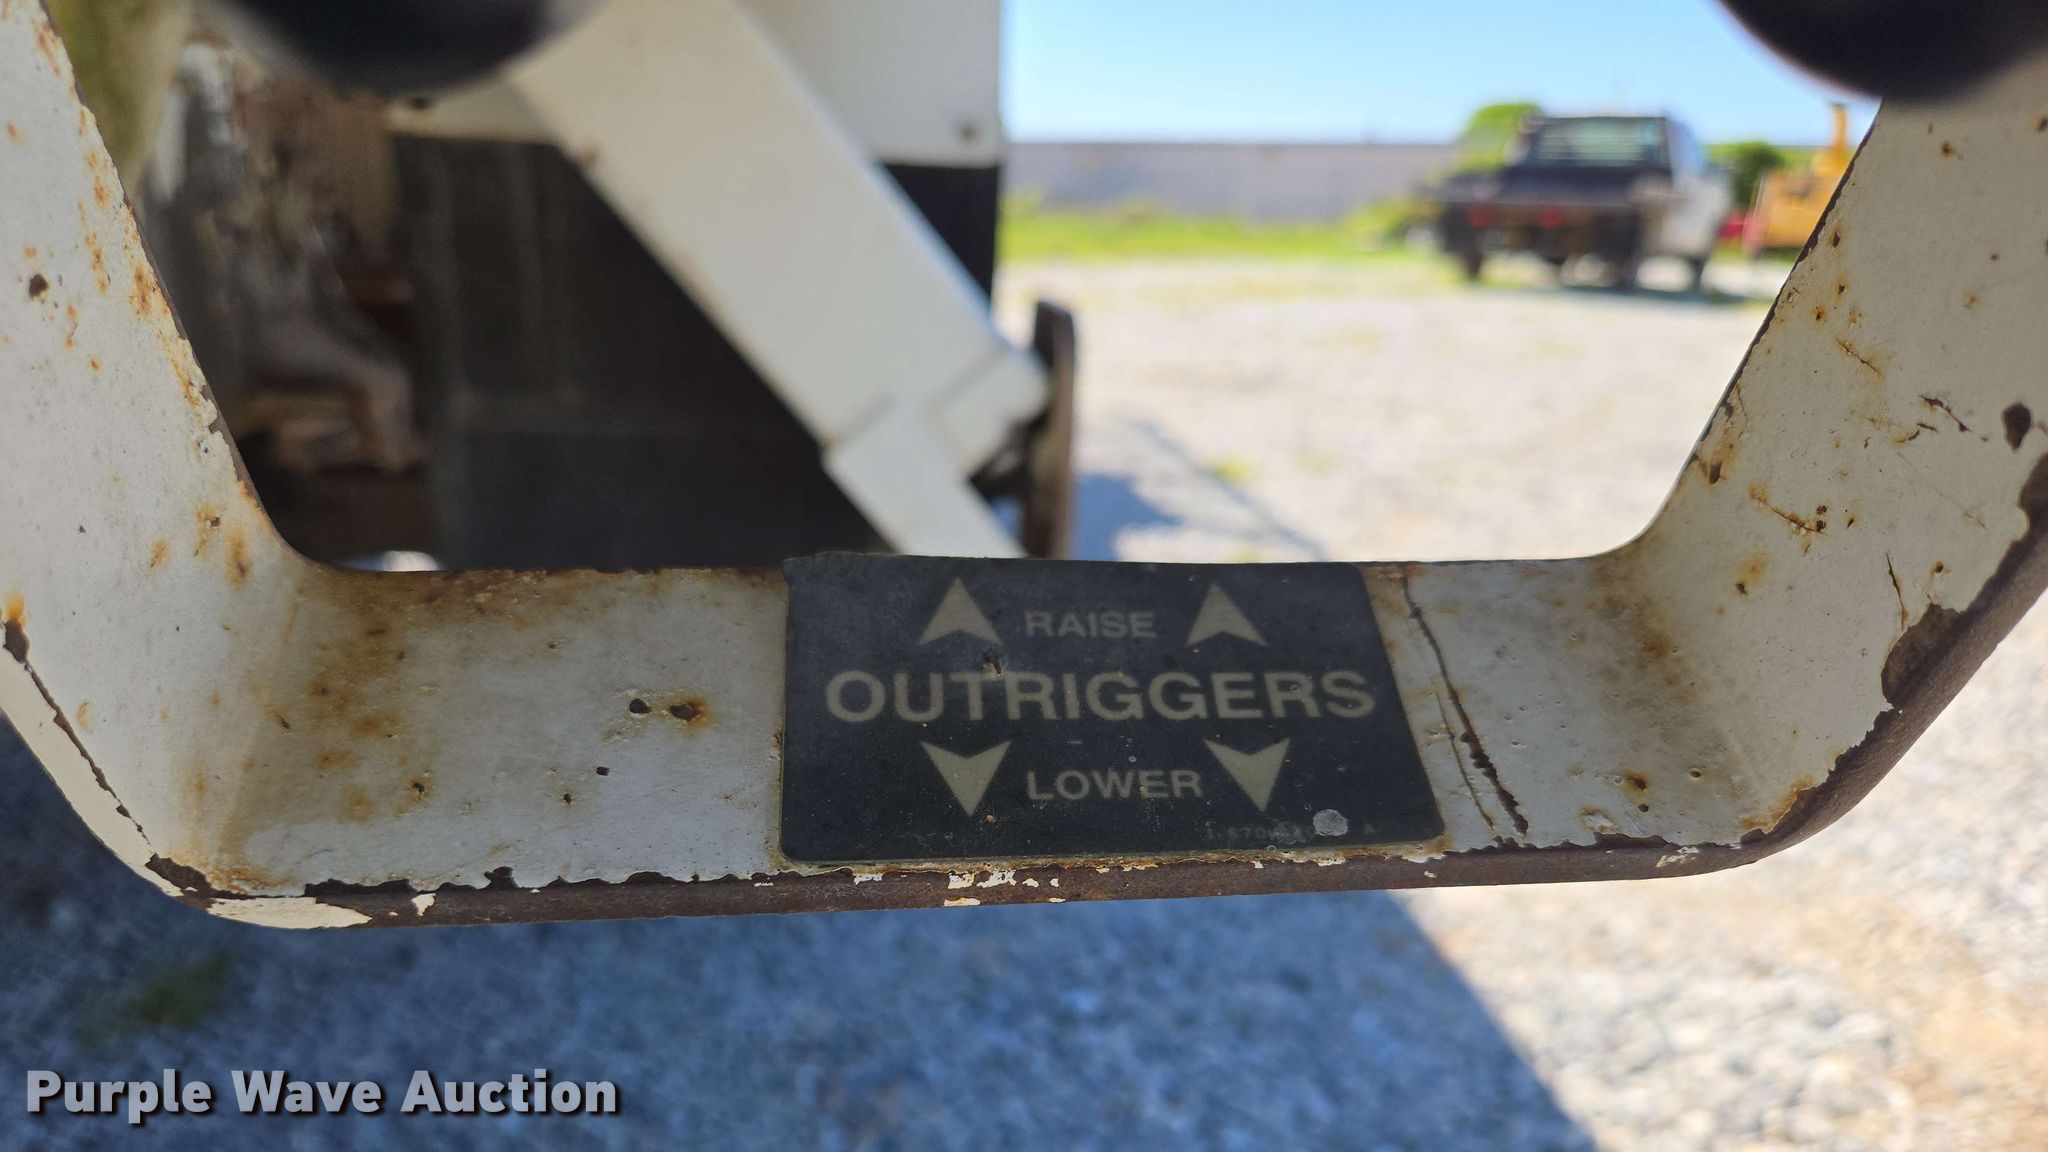 RAISE
OUTRIGGERS
LOWER
Purple Wave Auction